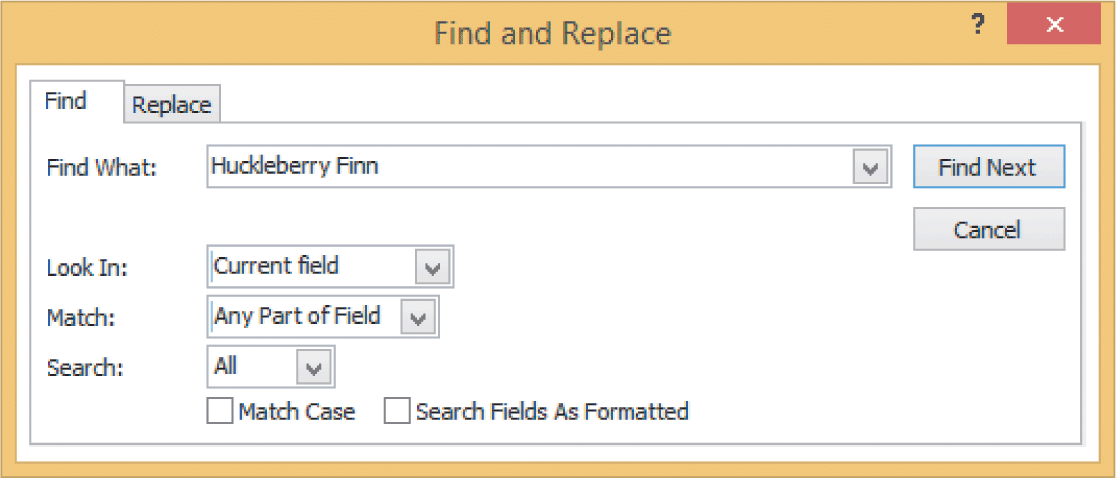 Find and Replace ?
Find
Replace
Find What: Huckleberry Finn
Find Next
Cancel
Look In: Current field
Match: Any Part of Field
Search: All
Match Case Search Fields As Formatted